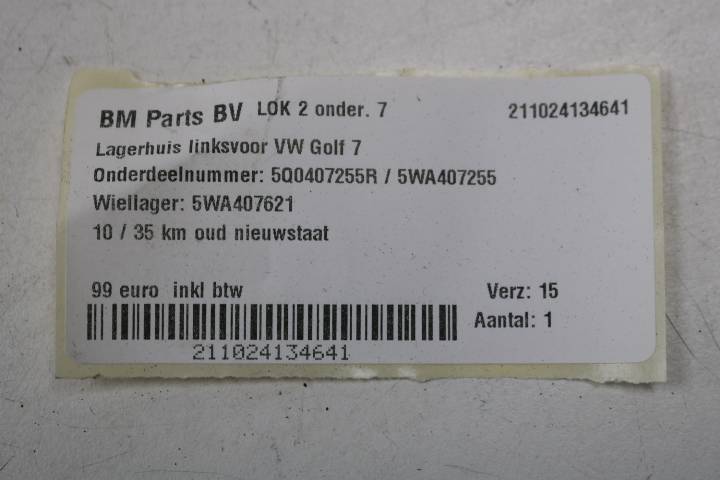 BM Parts BV LOK 2 onder. 7 211024134641
Lagerhuis linksvoor VW Golf 7
Onderdeelnummer: 5Q0407255R / 5WA407255
Wiellager: 5WA407621
10 / 35 km oud nieuwstaat
99 euro inkl btw Verz: 15
Aantal: 1
211024134641